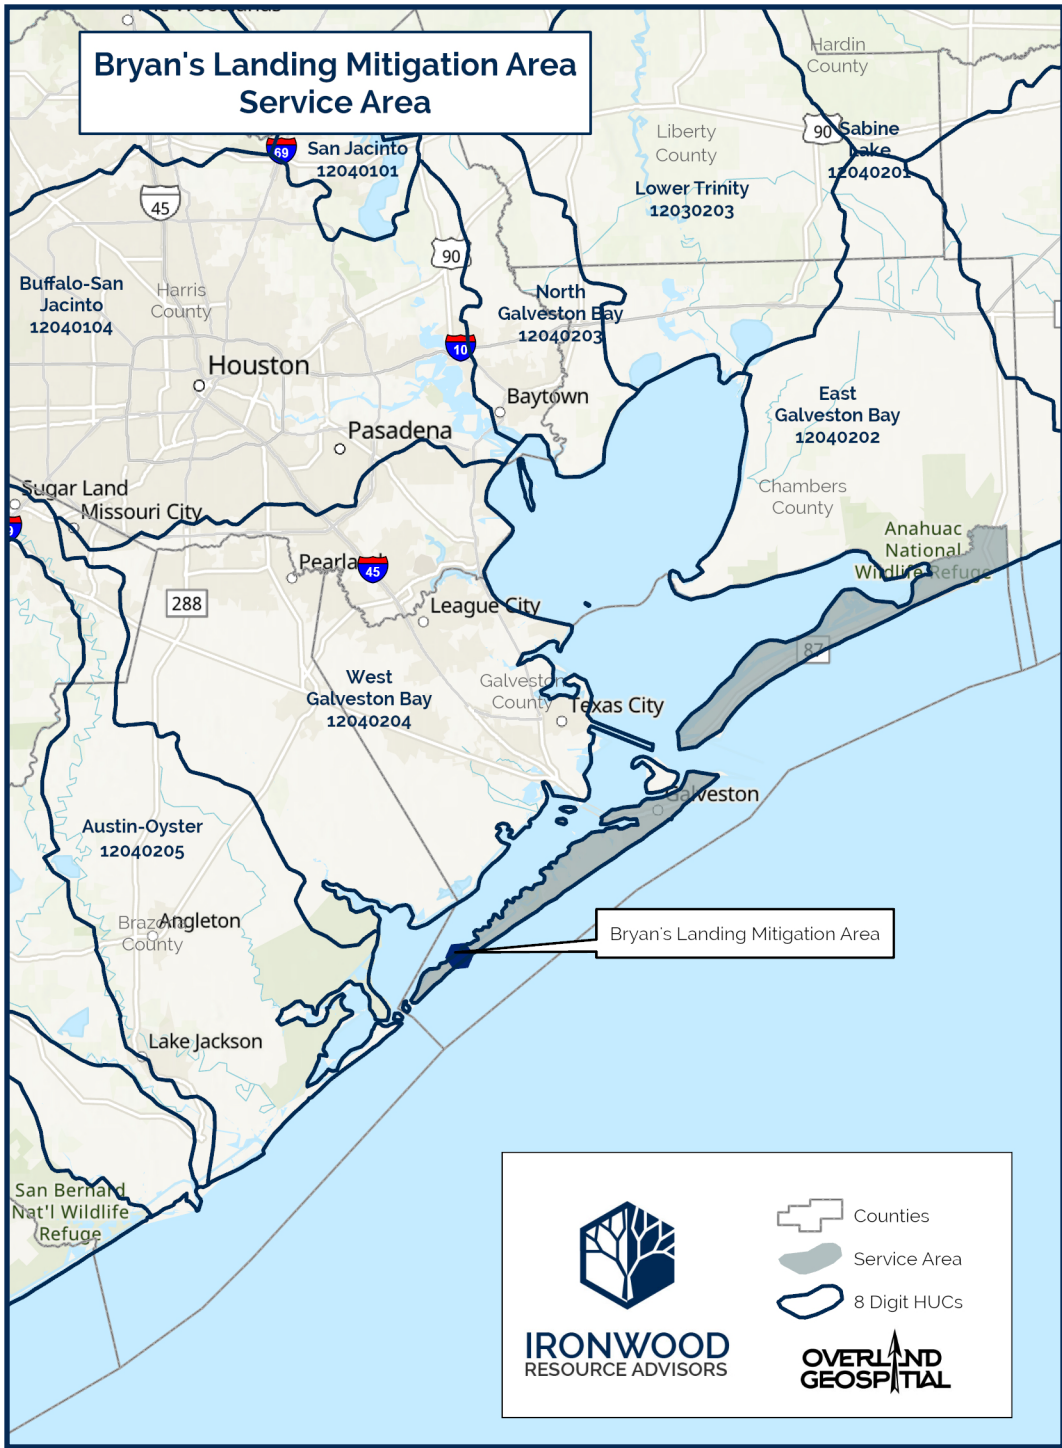 The Woodlands
Bryan's Landing Mitigation Area
Service Area
Hardin
County
90
Sabine
Lake
12040201
Liberty
County
69
San Jacinto
12040101
Lower Trinity
12030203
45
90
Buffalo-San
Jacinto
12040104
Harris
County
North
Galveston Bay
12040203
10
Houston
Baytown
East
Galveston Bay
12040202
Pasadena
Sugar Land
Missouri City
Chambers
County
Anahuac
National
Wildlife Refuge
Pearland
45
288
League City
87
West
Galveston Bay
12040204
Galveston
County
Texas City
Galveston
Austin-Oyster
12040205
Brazoria
County
Angleton
Bryan's Landing Mitigation Area
Lake Jackson
San Bernard
Nat'l Wildlife
Refuge
Counties
Service Area
8 Digit HUCs
IRONWOOD
RESOURCE ADVISORS
OVERLAND
GEOSPATIAL